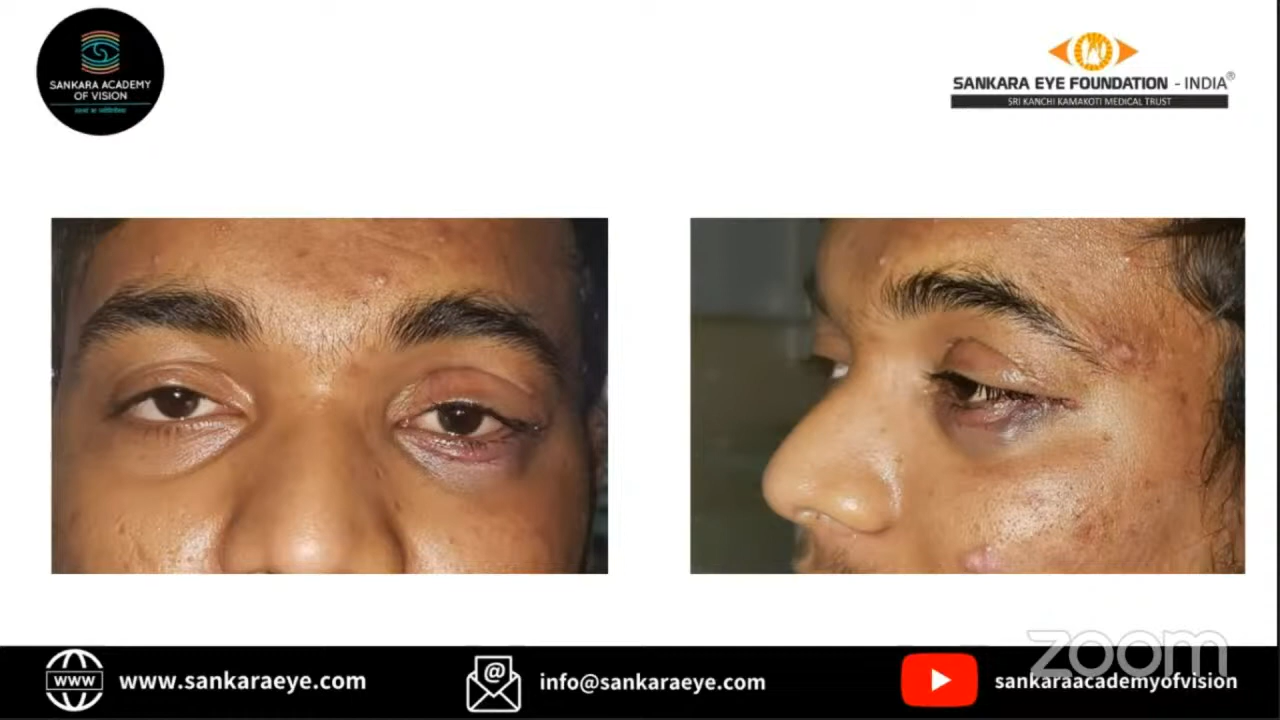 SANKARA ACADEMY
OF VISION
SANKARA EYE FOUNDATION - INDIA®
SRI KANCHI KAMAKOTI MEDICAL TRUST
zoom
WWW
www.sankaraeye.com
@
info@sankaraeye.com
sankaraacademyofvision